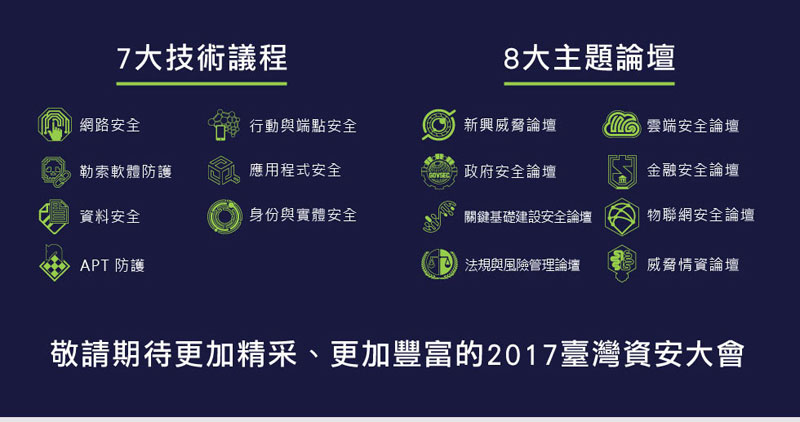 7大技術議程
網路安全
行動與端點安全
勒索軟體防護
應用程式安全
資料安全
身份與實體安全
APT 防護
8大主題論壇
新興威脅論壇
雲端安全論壇
GOVSEC
政府安全論壇
金融安全論壇
關鍵基礎建設安全論壇
物聯網安全論壇
法規與風險管理論壇
威脅情資論壇
敬請期待更加精采、更加豐富的2017臺灣資安大會